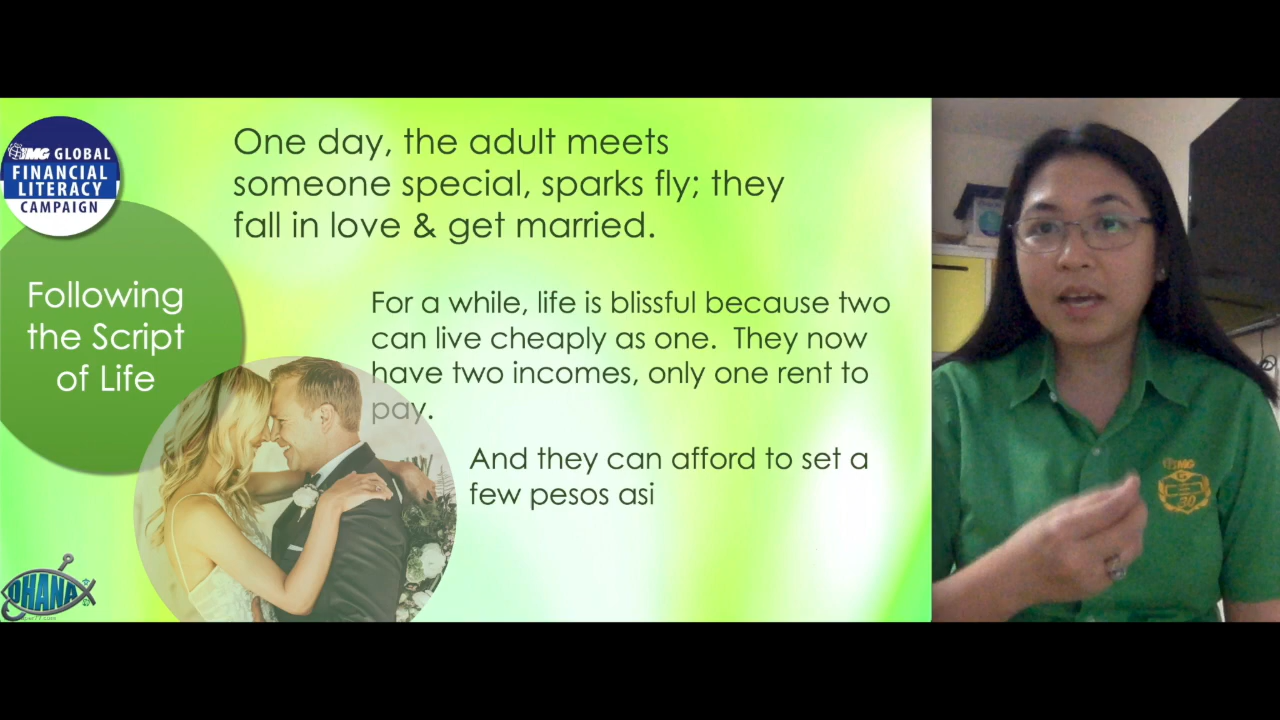 IMG GLOBAL
FINANCIAL
LITERACY
CAMPAIGN
One day, the adult meets
someone special, sparks fly; they
fall in love & get married.
Following
the Script
of Life
For a while, life is blissful because two
can live cheaply as one.  They now
have two incomes, only one rent to
pay.
And they can afford to set a
few pesos asi
IMG
30
OHANA